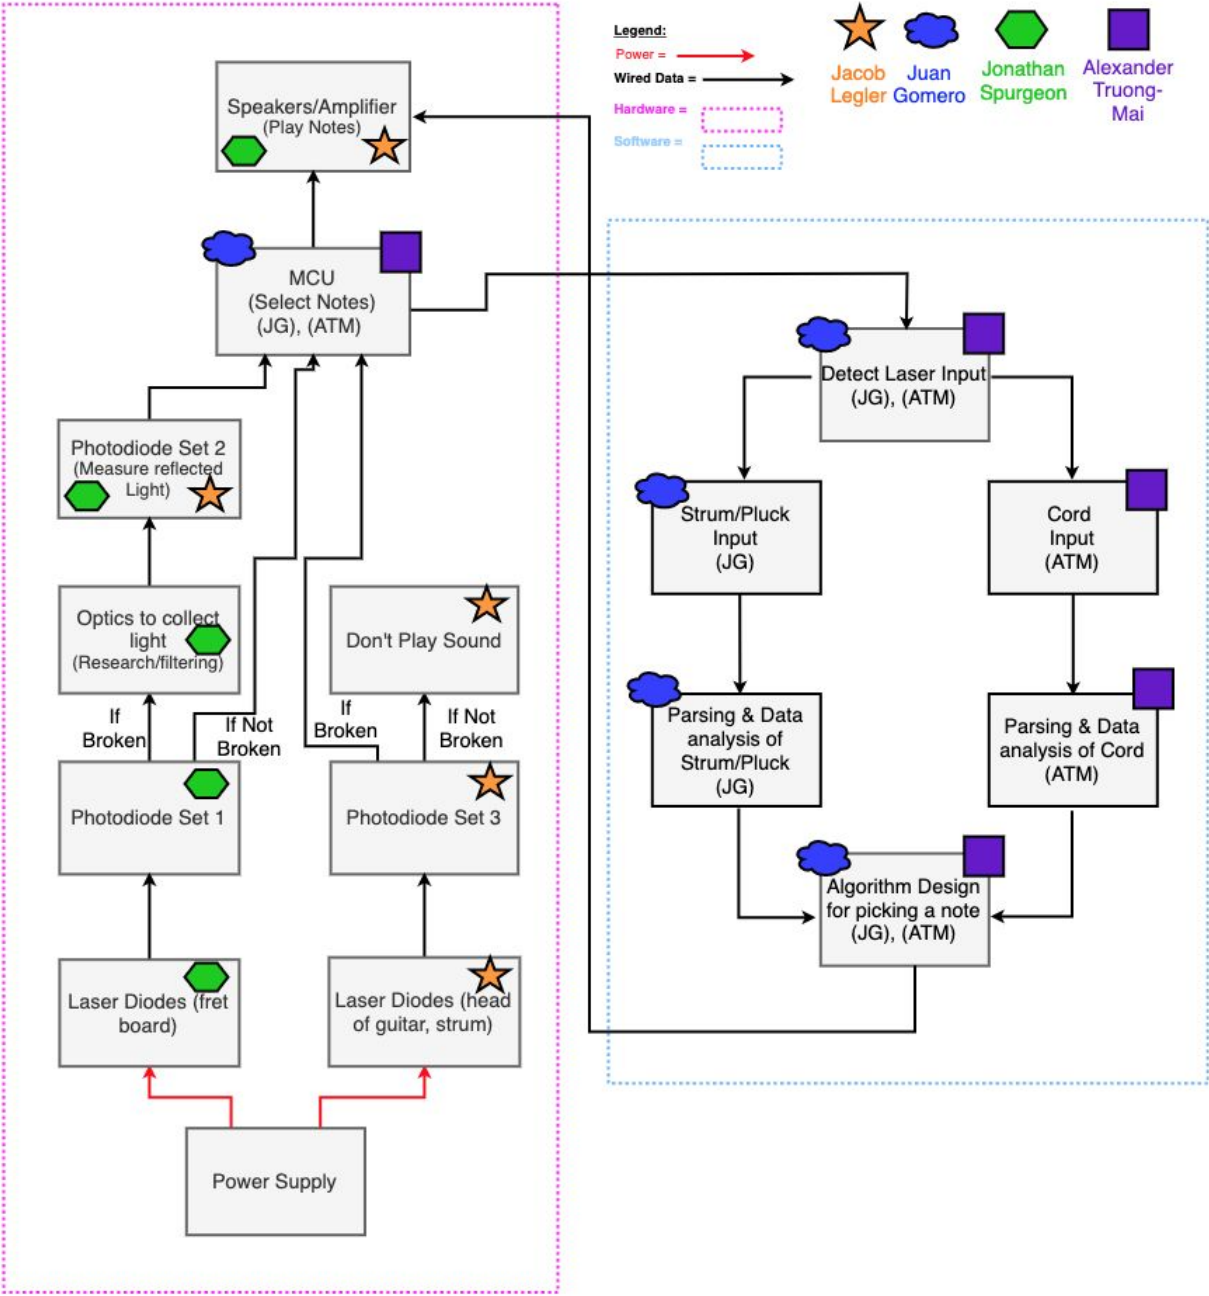 Legend:
Power =
Wired Data =
Hardware =
Software =
Jacob
Legler
Juan
Gomero
Jonathan
Spurgeon
Alexander
Truong-
Mai
Speakers/Amplifier
(Play Notes)
MCU
(Select Notes)
(JG), (ATM)
Photodiode Set 2
(Measure reflected
Light)
Optics to collect
light
(Research/filtering)
Don't Play Sound
If
Broken
If Not
Broken
If
Broken
If Not
Broken
Photodiode Set 1
Photodiode Set 3
Laser Diodes (fret
board)
Laser Diodes (head
of guitar, strum)
Power Supply
Detect Laser Input
(JG), (ATM)
Strum/Pluck
Input
(JG)
Cord
Input
(ATM)
Parsing & Data
analysis of
Strum/Pluck
(JG)
Parsing & Data
analysis of Cord
(ATM)
Algorithm Design
for picking a note
(JG), (ATM)